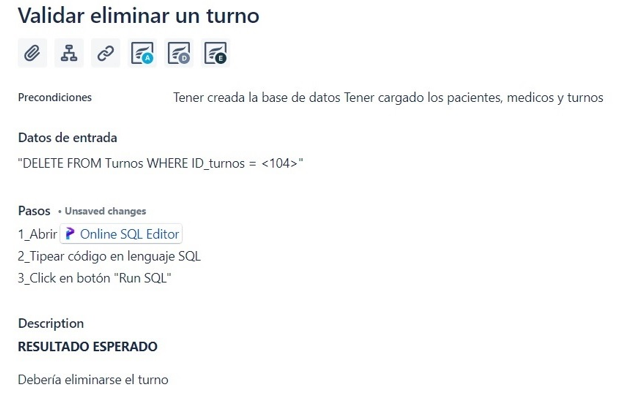 Validar eliminar un turno
A D E
Precondiciones Tener creada la base de datos Tener cargado los pacientes, medicos y turnos
Datos de entrada
"DELETE FROM Turnos WHERE ID_turnos = <104>"
Pasos • Unsaved changes
1_Abrir Online SQL Editor
2_Tipear código en lenguaje SQL
3_Click en botón "Run SQL"
Description
RESULTADO ESPERADO
Debería eliminarse el turno